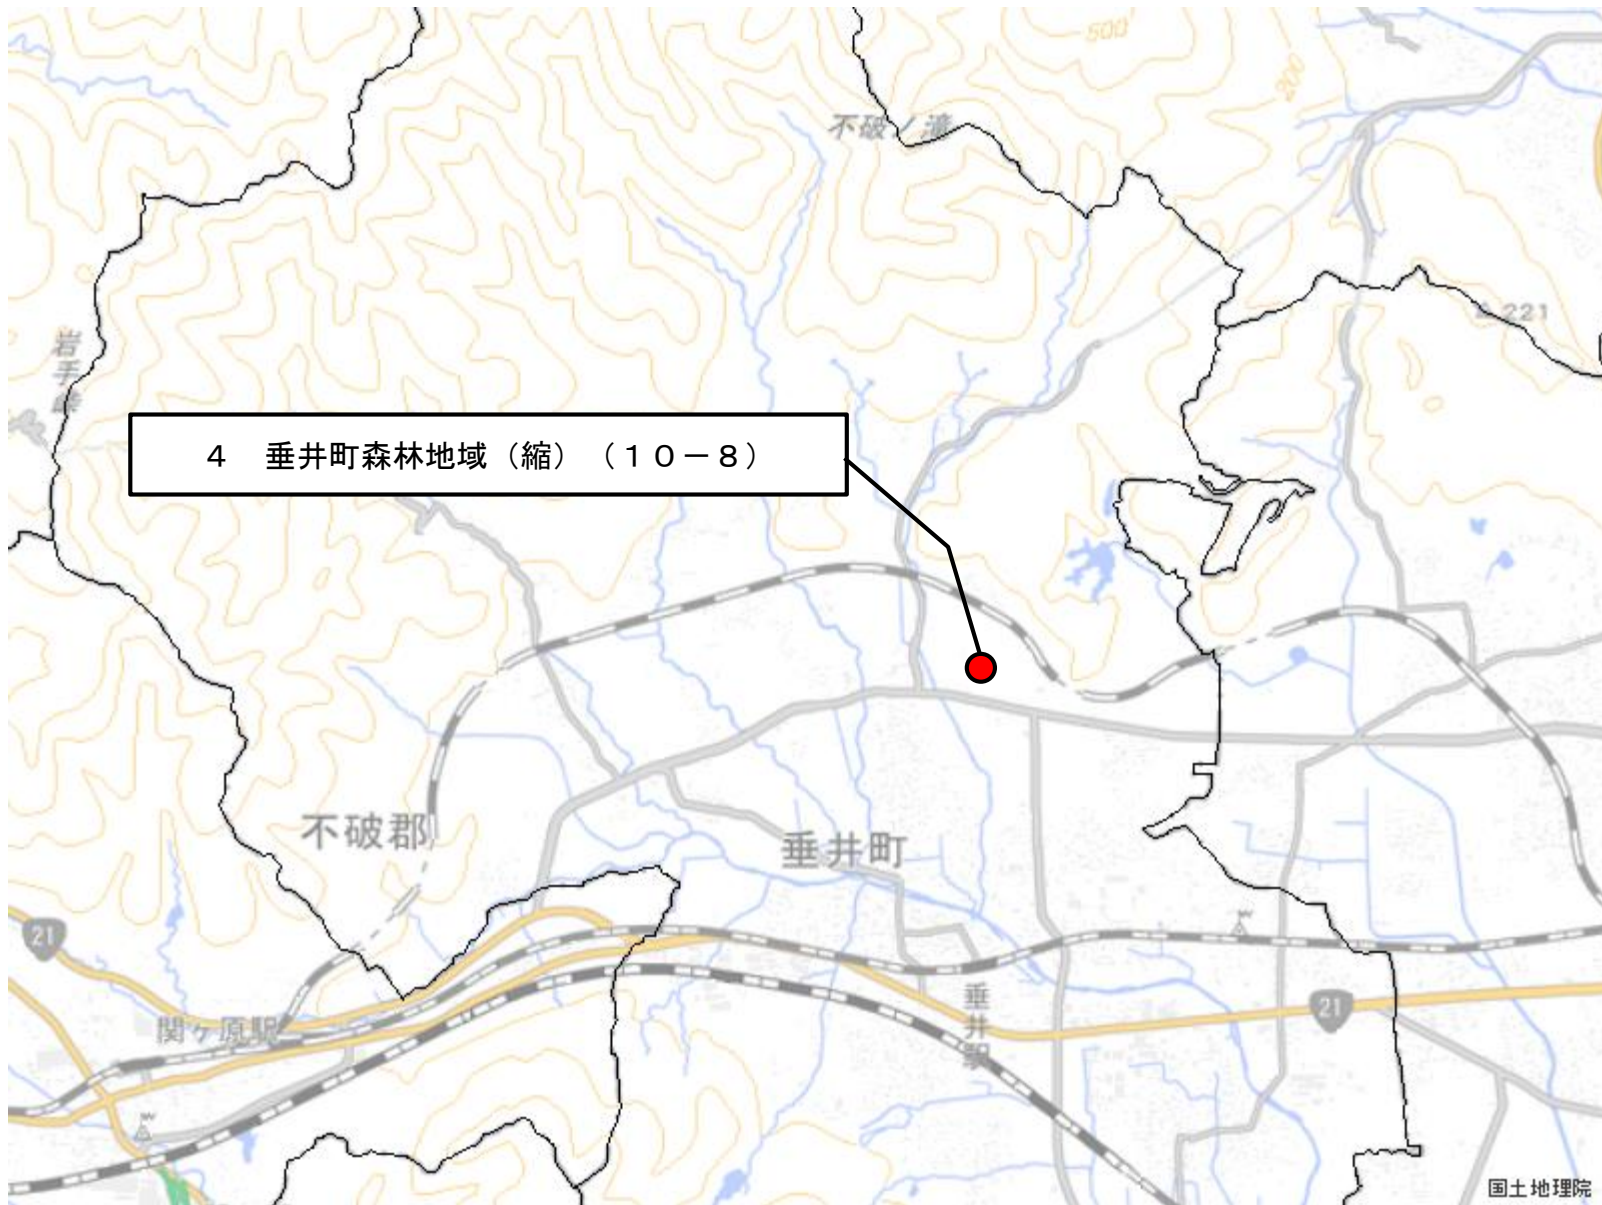 500
200
不破ノ滝
221
岩手峠
4 垂井町森林地域（縮）（１０－８）
不破郡
垂井町
21
関ヶ原駅
垂井駅
21
国土地理院